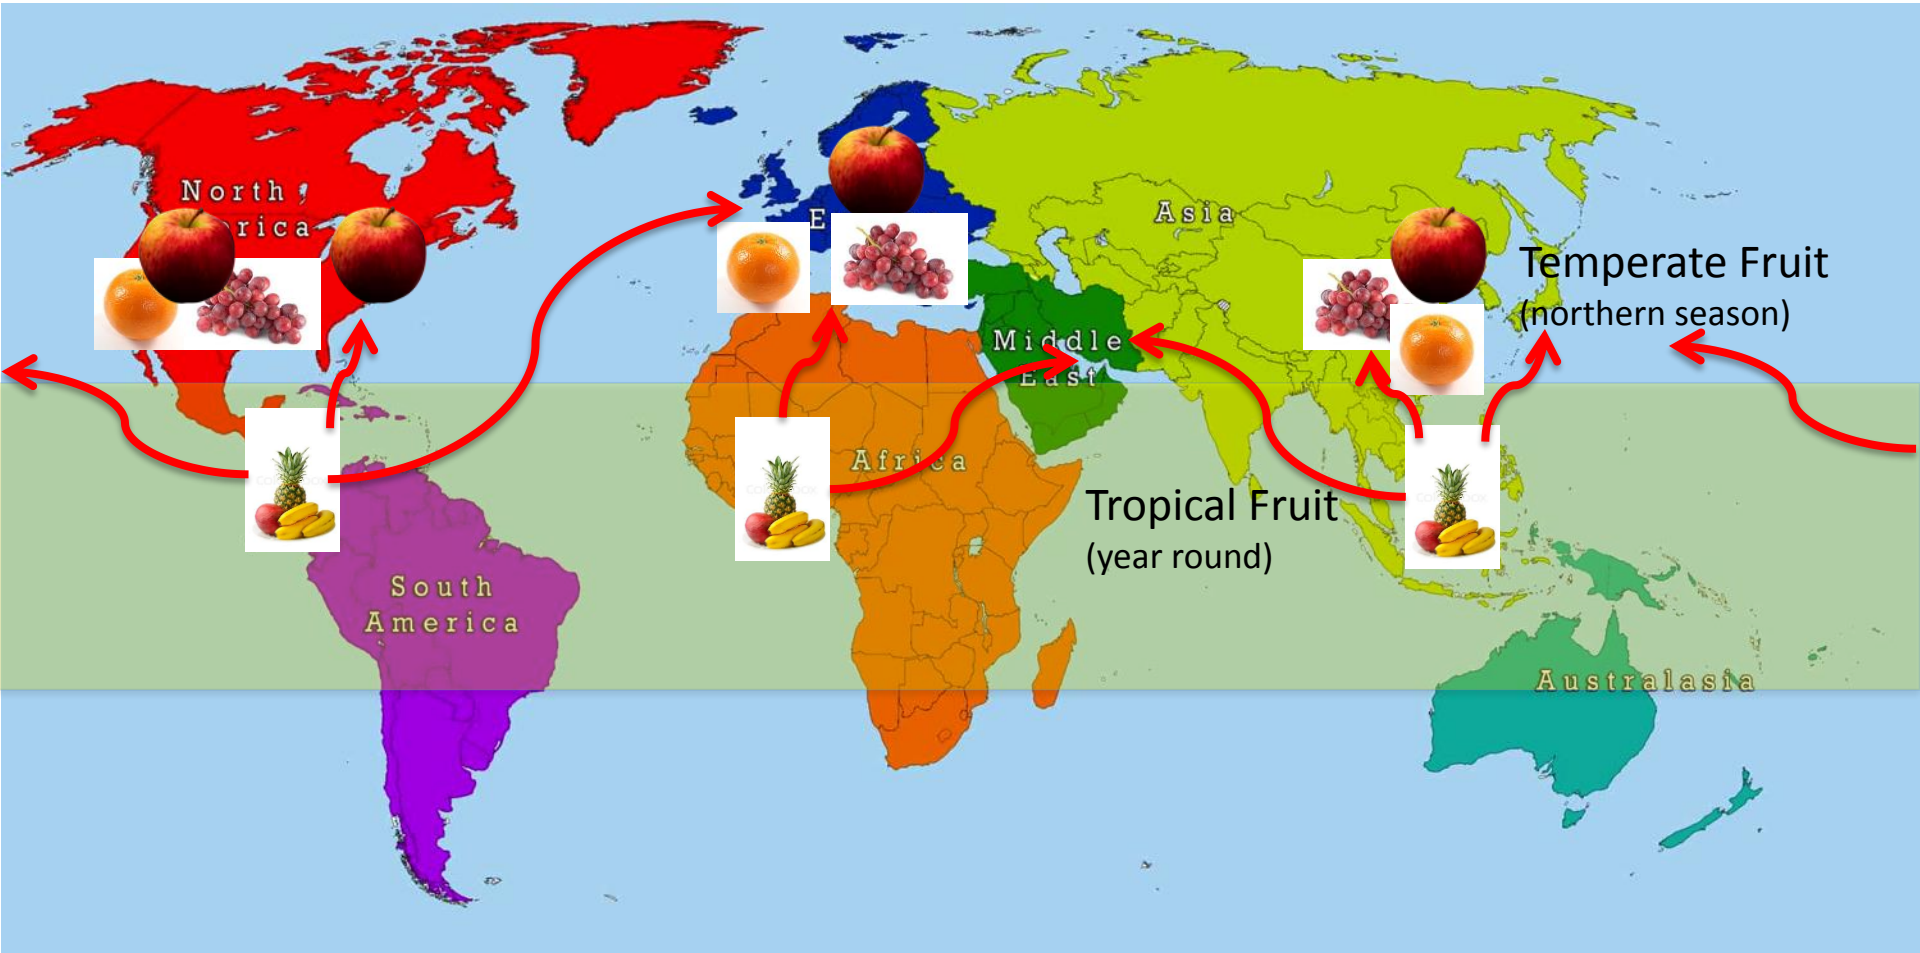 North
rica
E
Asia
Temperate Fruit
(northern season)
Middle
East
Africa
Tropical Fruit
(year round)
South
America
Australasia